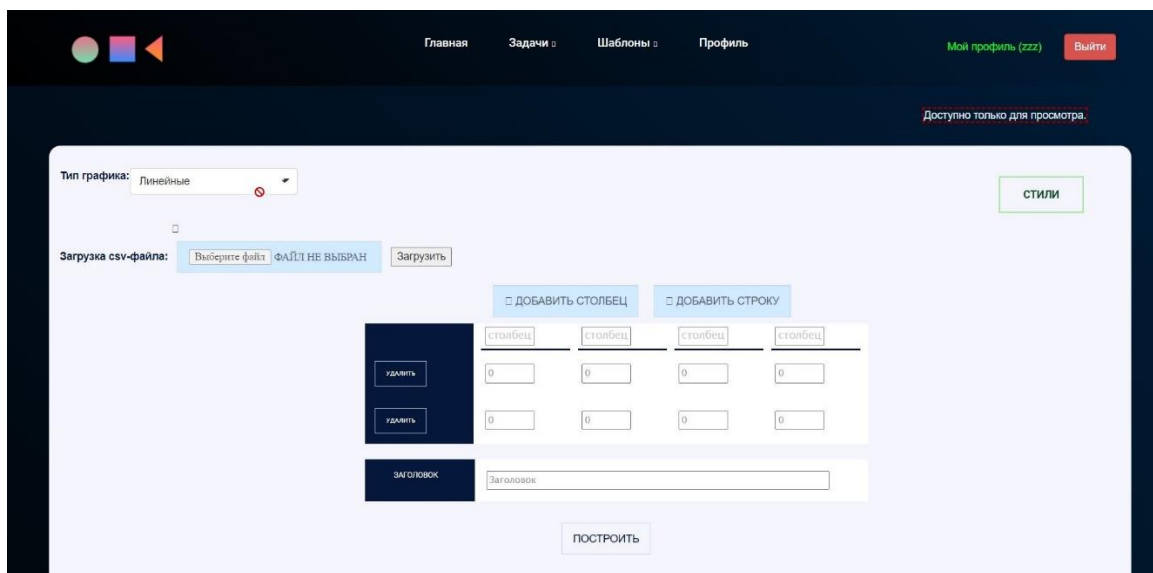 Главная Задачи Шаблоны Профиль Мой профиль (zzz) Выйти
Доступно только для просмотра.
Тип графика: Линейные
СТИЛИ
Загрузка csv-файла: Выберите файл ФАЙЛ НЕ ВЫБРАН Загрузить
ДОБАВИТЬ СТОЛБЕЦ ДОБАВИТЬ СТРОКУ
столбец столбец столбец столбец
УДАЛИТЬ 0 0 0 0
УДАЛИТЬ 0 0 0 0
ЗАГОЛОВОК Заголовок
ПОСТРОИТЬ